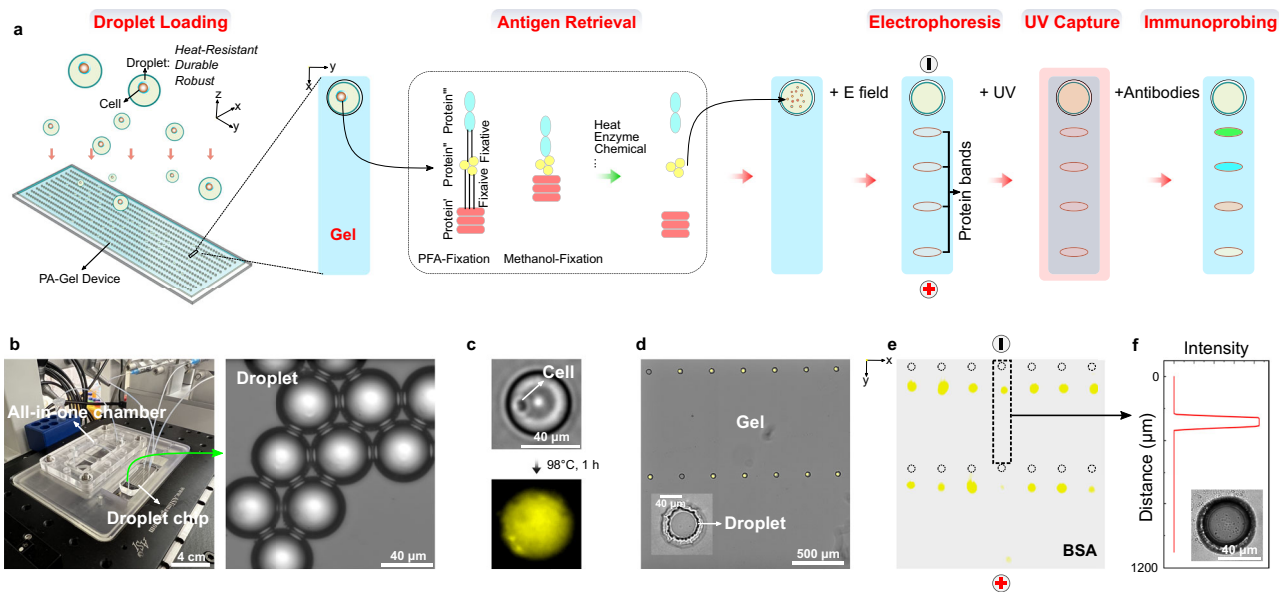 Droplet Loading
Antigen Retrieval
Electrophoresis
UV Capture
Immunoprobing
a
Droplet:
Heat-Resistant
Durable
Robust
Cell
z
x
y
PA-Gel Device
y
x
Gel
Protein' Protein" Protein'''
Fixaive Fixative
PFA-Fixation
Methanol-Fixation
Heat
Enzyme
Chemical
...
+ E field
Protein bands
+ UV
+Antibodies
b
All-in-one chamber
Droplet chip
4 cm
Droplet
40 µm
c
Cell
40 µm
98°C, 1 h
d
Gel
40 µm
Droplet
500 µm
e
x
y
BSA
f
Intensity
0
Distance (µm)
1200
40 µm